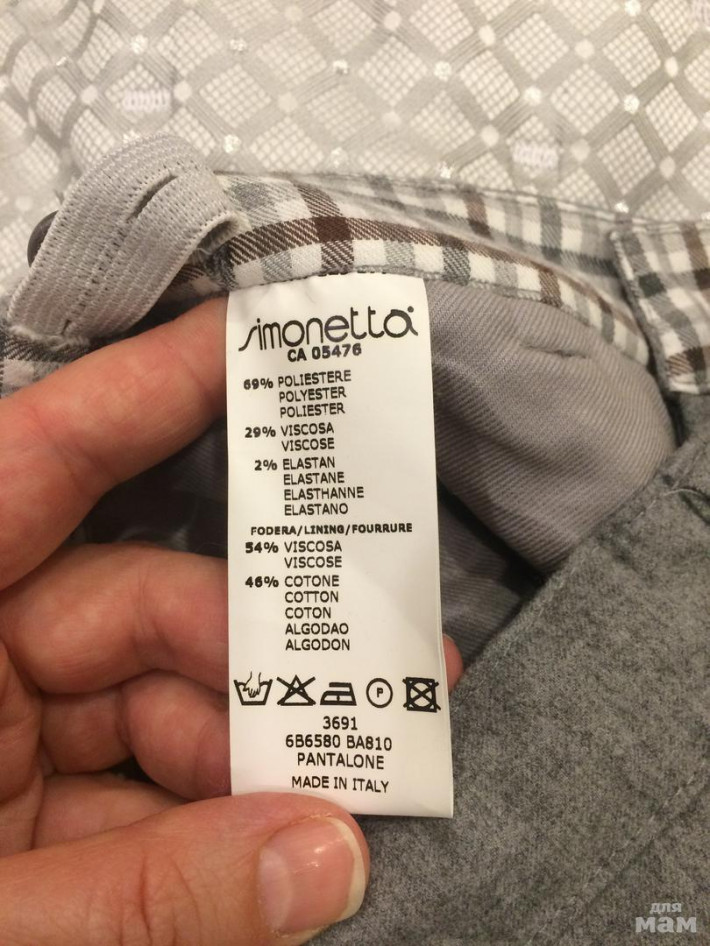 simonetta
CA 05476
69% POLIESTERE
POLYESTER
POLIESTER
29% VISCOSA
VISCOSE
2% ELASTAN
ELASTANE
ELASTHANNE
ELASTANO
FODERA/LINING/FOURRURE
54% VISCOSA
VISCOSE
46% COTONE
COTTON
COTON
ALGODAO
ALGODON
P
3691
6B6580 BA810
PANTALONE
MADE IN ITALY
для
мам